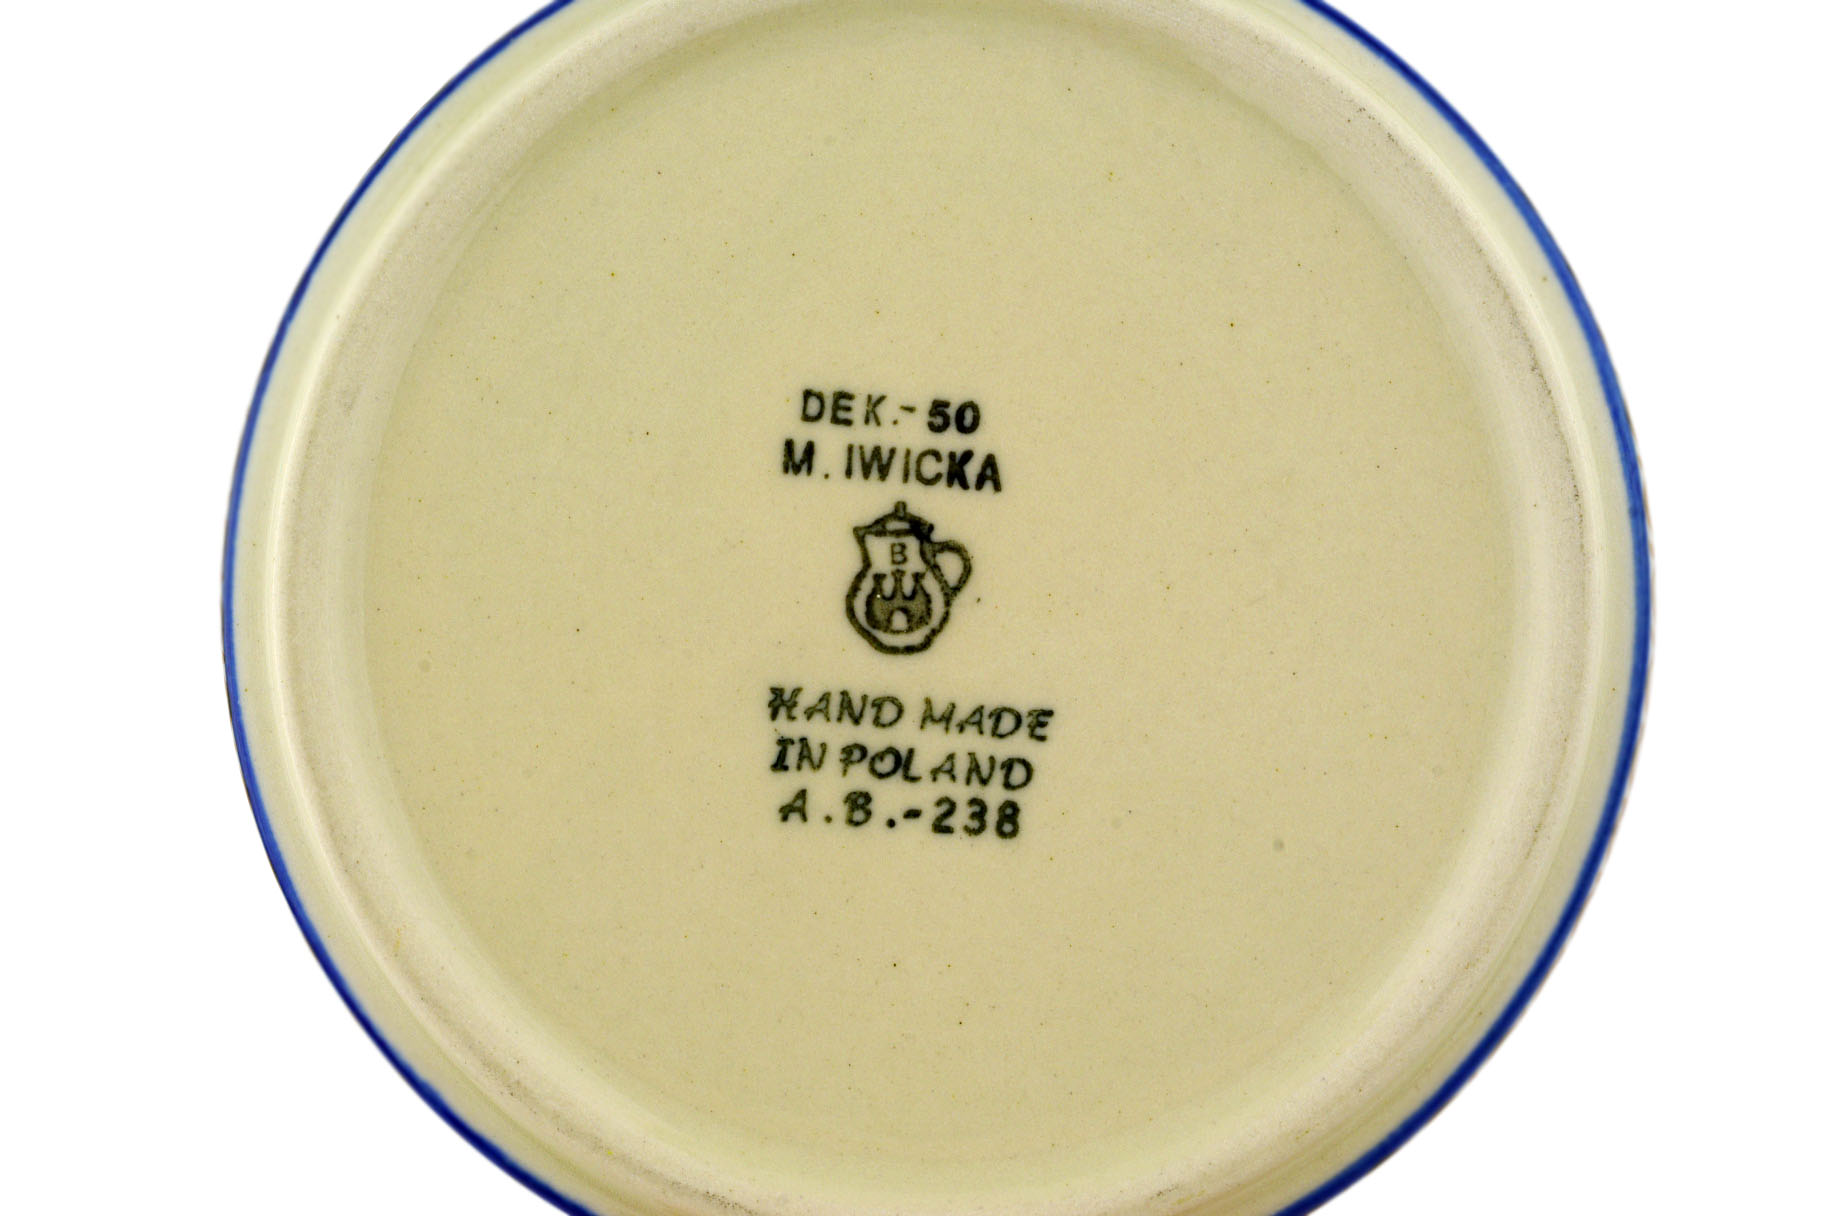 DEK.-50
M. IWICKA
B
HAND MADE
IN POLAND
A.B.-238